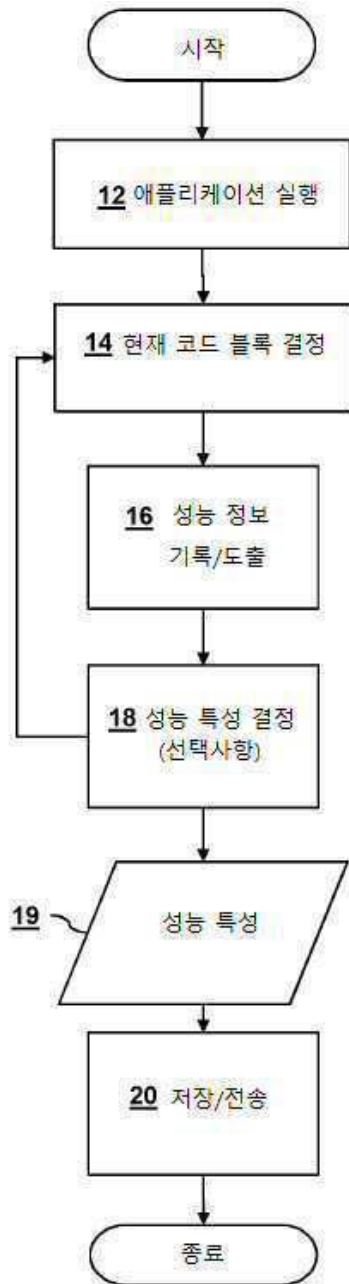 시작
12 애플리케이션 실행
14 현재 코드 블록 결정
16 성능 정보
기록/도출
18 성능 특성 결정
(선택사항)
19
성능 특성
20 저장/전송
종료